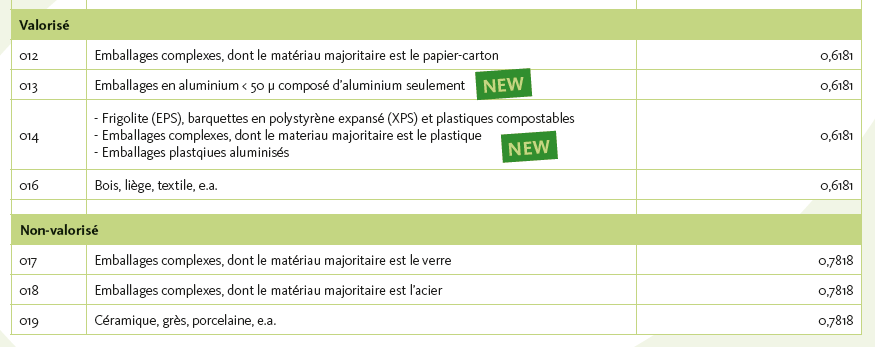 Valorisé
012 Emballages complexes, dont le matériau majoritaire est le papier-carton 0,6181
013 Emballages en aluminium < 50 µ composé d'aluminium seulement NEW 0,6181
- Frigolite (EPS), barquettes en polystyrène expansé (XPS) et plastiques compostables
014 - Emballages complexes, dont le materiau majoritaire est le plastique 0,6181
- Emballages plastqiues aluminisés NEW
016 Bois, liège, textile, e.a. 0,6181
Non-valorisé
017 Emballages complexes, dont le matériau majoritaire est le verre 0,7818
018 Emballages complexes, dont le matériau majoritaire est l'acier 0,7818
019 Céramique, grès, porcelaine, e.a. 0,7818